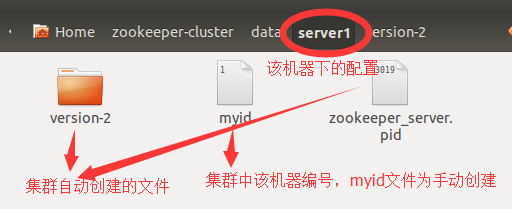 Home zookeeper-cluster data server1 version-2
该机器下的配置
1
3019
version-2
myid
zookeeper_server.
pid
集群自动创建的文件
集群中该机器编号，myid文件为手动创建